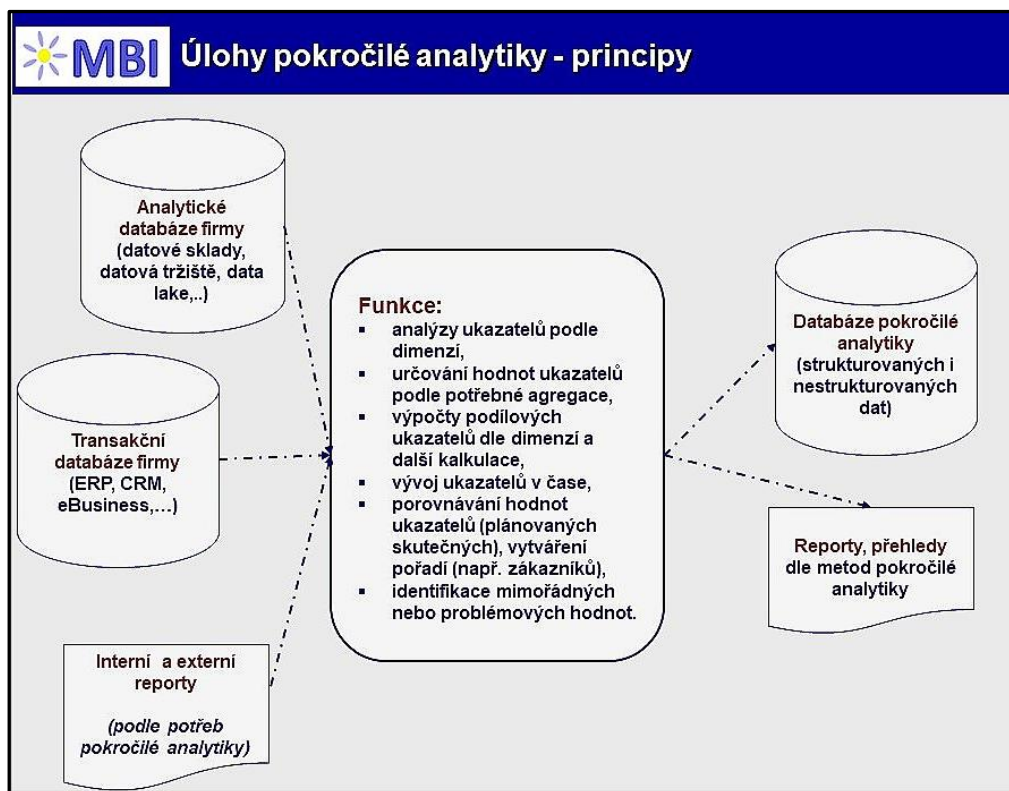 MBI
Úlohy pokročilé analytiky - principy
Analytické
databáze firmy
(datové sklady,
datová tržiště, data
lake,..)
Transakční
databáze firmy
(ERP, CRM,
eBusiness,…)
Interní a externí
reporty
(podle potřeb
pokročilé analytiky)
Funkce:
▪ analýzy ukazatelů podle
dimenzí,
▪ určování hodnot ukazatelů
podle potřebné agregace,
▪ výpočty podílových
ukazatelů dle dimenzí a
další kalkulace,
▪ vývoj ukazatelů v čase,
▪ porovnávání hodnot
ukazatelů (plánovaných
skutečných), vytváření
pořadí (např. zákazníků),
▪ identifikace mimořádných
nebo problémových hodnot.
Databáze pokročilé
analytiky
(strukturovaných i
nestrukturovaných
dat)
Reporty, přehledy
dle metod pokročilé
analytiky